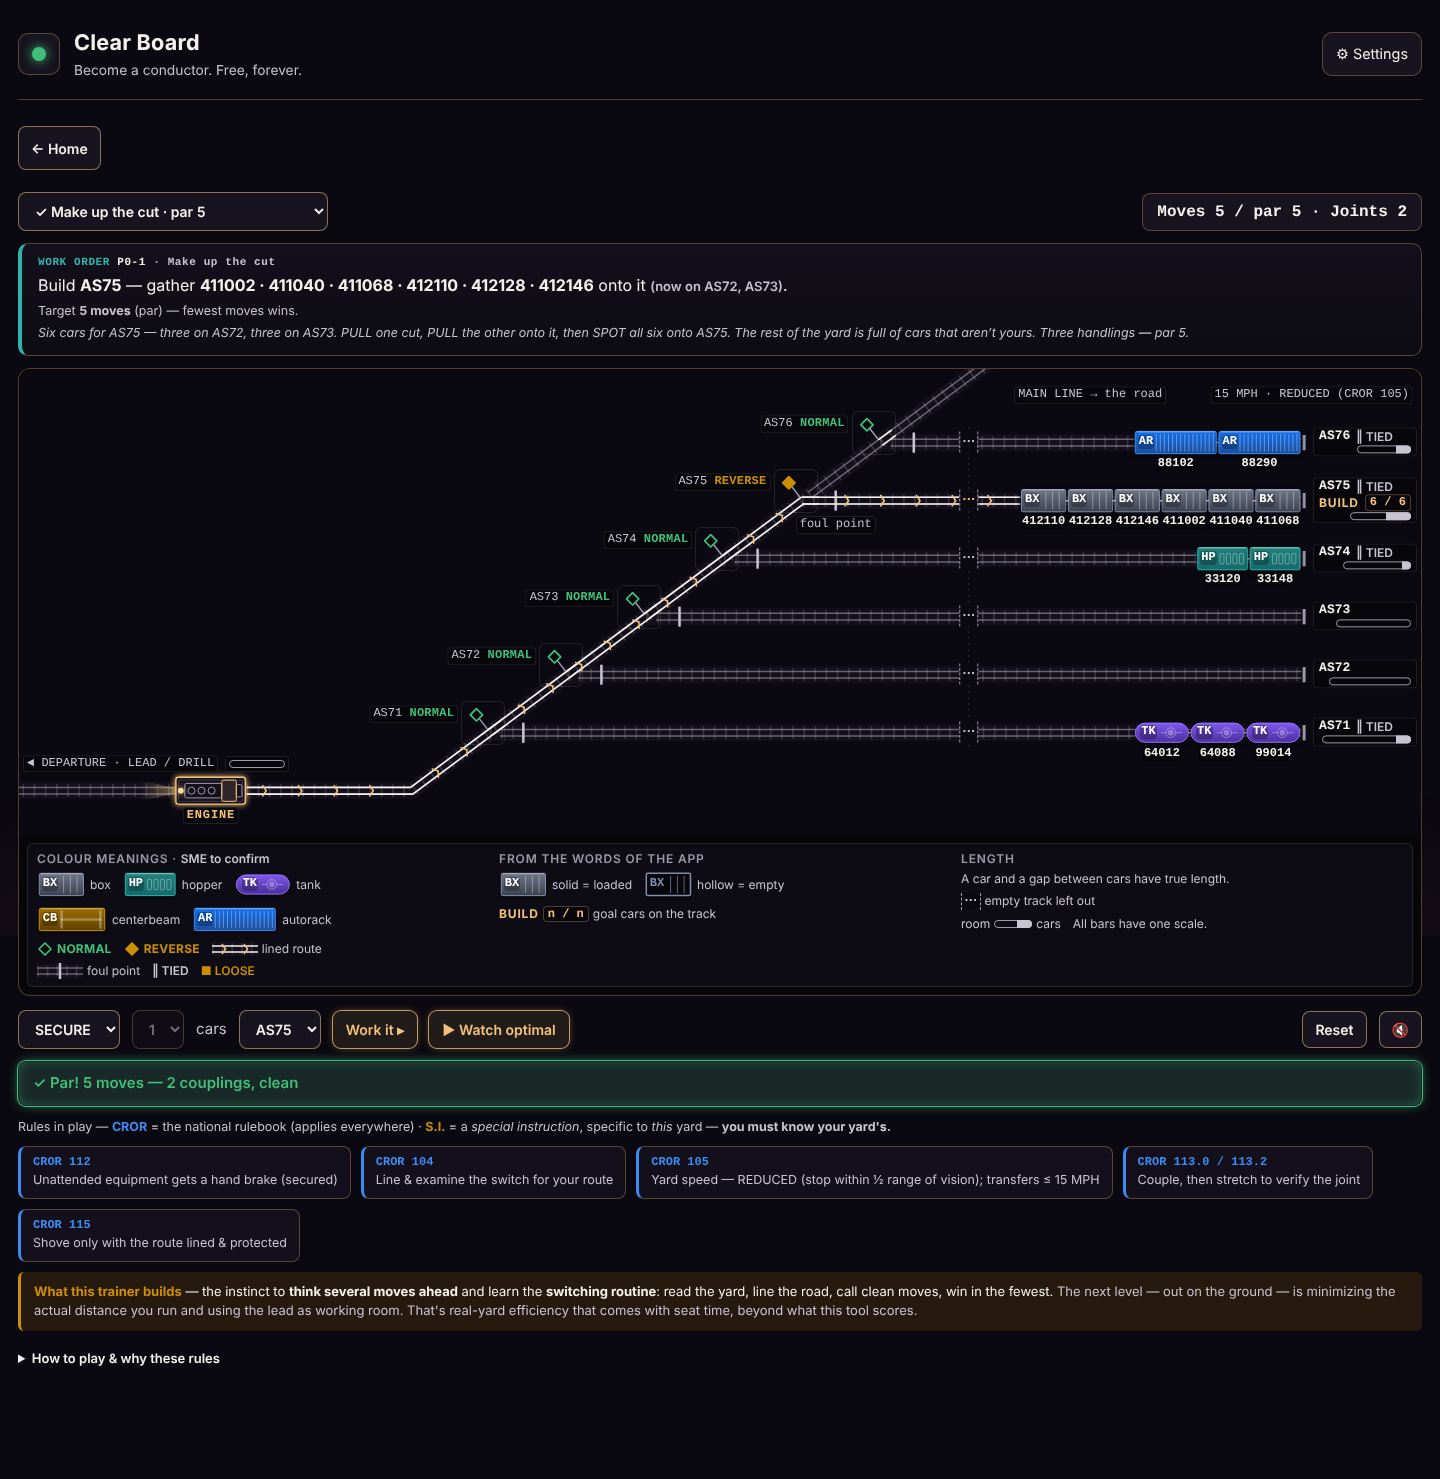 Clear Board
Become a conductor. Free, forever.
⚙ Settings
← Home
✓ Make up the cut · par 5
Moves 5 / par 5 · Joints 2
WORK ORDER P0-1 · Make up the cut
Build AS75 — gather 411002 · 411040 · 411068 · 412110 · 412128 · 412146 onto it (now on AS72, AS73).
Target 5 moves (par) — fewest moves wins.
Six cars for AS75 — three on AS72, three on AS73. PULL one cut, PULL the other onto it, then SPOT all six onto AS75. The rest of the yard is full of cars that aren't yours. Three handlings — par 5.
MAIN LINE → the road
15 MPH · REDUCED (CROR 105)
AS76 NORMAL
AR AR
88102 88290
AS76 ‖ TIED
AS75 REVERSE
foul point
BX BX BX BX BX BX
412110 412128 412146 411002 411040 411068
AS75 ‖ TIED
BUILD 6 / 6
AS74 NORMAL
HP HP
33120 33148
AS74 ‖ TIED
AS73 NORMAL
AS73
AS72 NORMAL
AS72
AS71 NORMAL
TK TK TK
64012 64088 99014
AS71 ‖ TIED
◄ DEPARTURE · LEAD / DRILL
ENGINE
COLOUR MEANINGS · SME to confirm
BX box HP hopper TK tank
CB centerbeam AR autorack
NORMAL REVERSE lined route
foul point ‖ TIED LOOSE
FROM THE WORDS OF THE APP
BX solid = loaded BX hollow = empty
BUILD n / n goal cars on the track
LENGTH
A car and a gap between cars have true length.
··· empty track left out
room cars All bars have one scale.
SECURE 1 cars AS75 Work it ▸ ▶ Watch optimal Reset
✓ Par! 5 moves — 2 couplings, clean
Rules in play — CROR = the national rulebook (applies everywhere) · S.I. = a special instruction, specific to this yard — you must know your yard's.
CROR 112
Unattended equipment gets a hand brake (secured)
CROR 104
Line & examine the switch for your route
CROR 105
Yard speed — REDUCED (stop within ½ range of vision); transfers ≤ 15 MPH
CROR 113.0 / 113.2
Couple, then stretch to verify the joint
CROR 115
Shove only with the route lined & protected
What this trainer builds — the instinct to think several moves ahead and learn the switching routine: read the yard, line the road, call clean moves, win in the fewest. The next level — out on the ground — is minimizing the
actual distance you run and using the lead as working room. That's real-yard efficiency that comes with seat time, beyond what this tool scores.
▶ How to play & why these rules